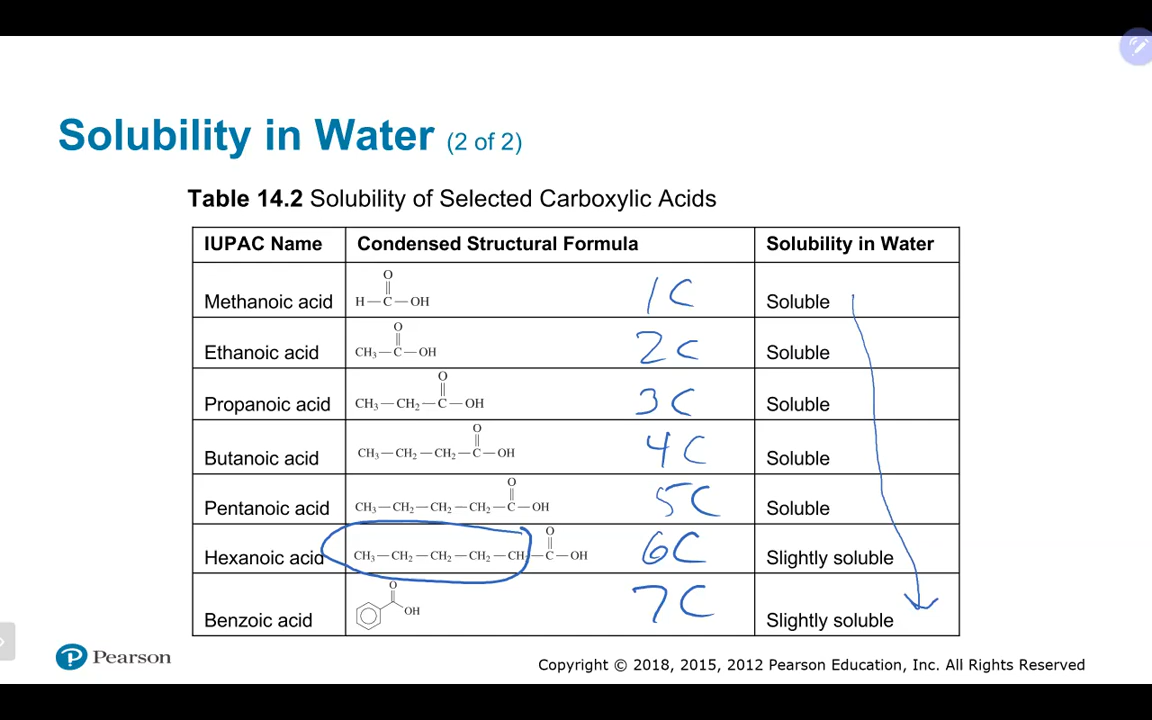 Solubility in Water (2 of 2)
Table 14.2 Solubility of Selected Carboxylic Acids
IUPAC Name Condensed Structural Formula Solubility in Water
Methanoic acid H—C(=O)—OH 1C Soluble
Ethanoic acid CH₃—C(=O)—OH 2C Soluble
Propanoic acid CH₃—CH₂—C(=O)—OH 3C Soluble
Butanoic acid CH₃—CH₂—CH₂—C(=O)—OH 4C Soluble
Pentanoic acid CH₃—CH₂—CH₂—CH₂—C(=O)—OH 5C Soluble
Hexanoic acid CH₃—CH₂—CH₂—CH₂—CH₂—C(=O)—OH 6C Slightly soluble
Benzoic acid O OH 7C Slightly soluble
P Pearson
Copyright © 2018, 2015, 2012 Pearson Education, Inc. All Rights Reserved